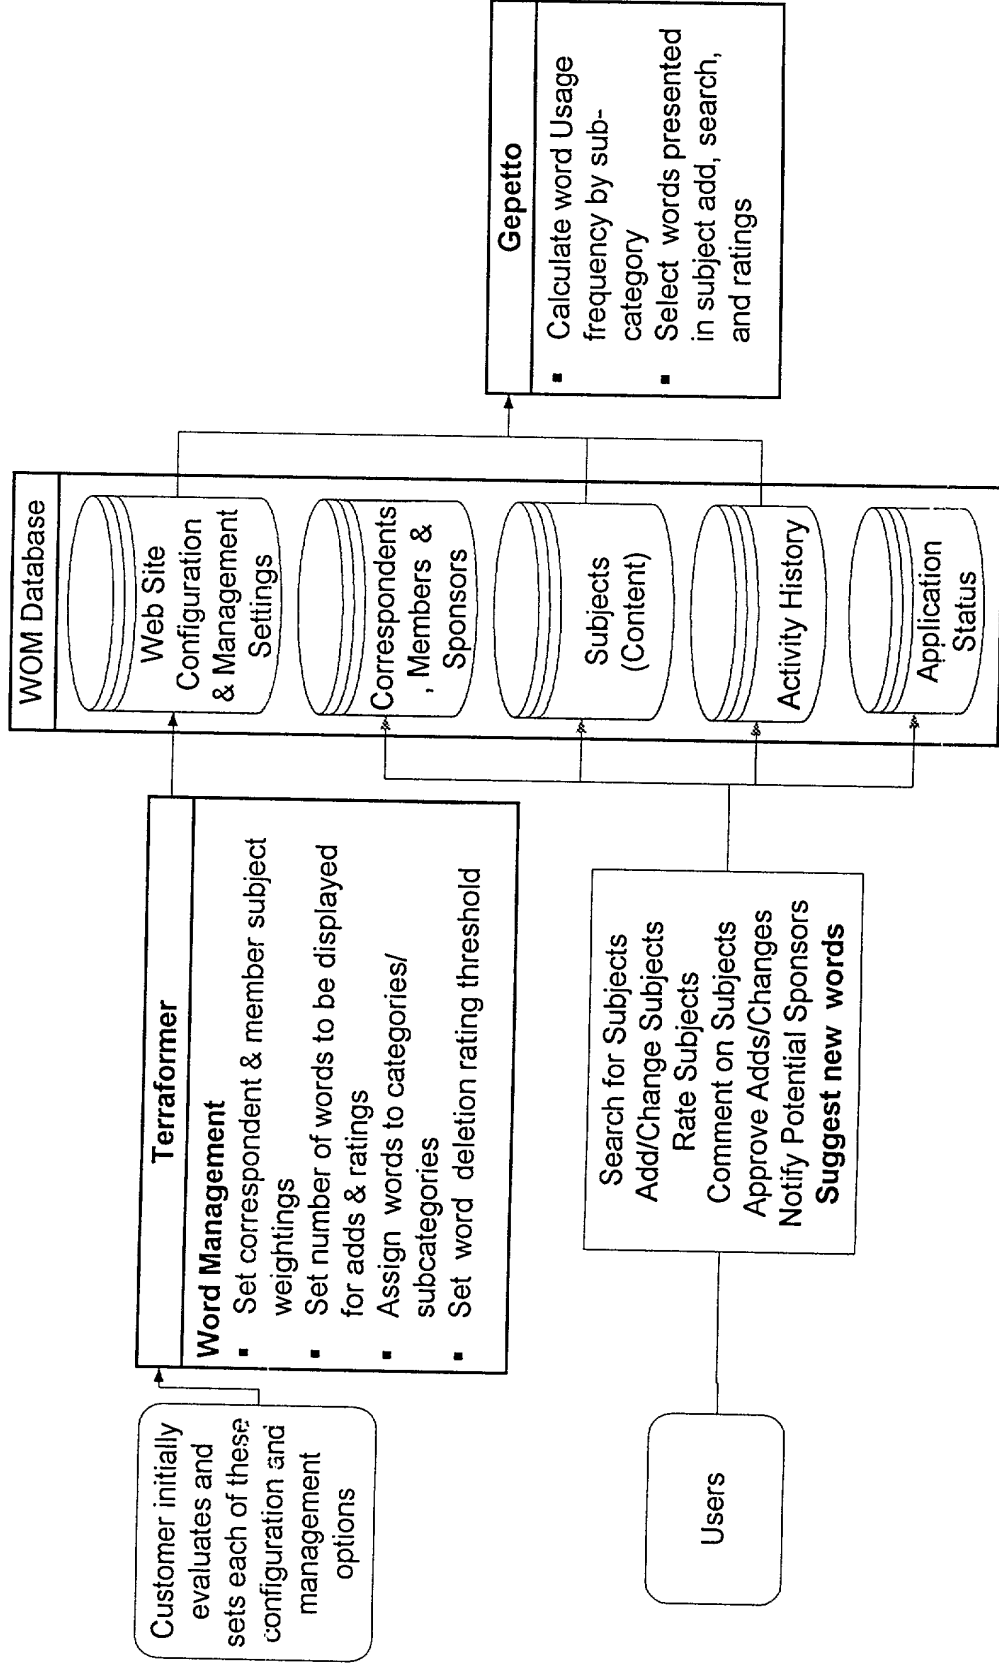 Customer initially
evaluates and
sets each of these
configuration and
management
options
Terraformer
Word Management
▪ Set correspondent & member subject
weightings
▪ Set number of words to be displayed
for adds & ratings
▪ Assign words to categories/
subcategories
▪ Set word deletion rating threshold
Users
Search for Subjects
Add/Change Subjects
Rate Subjects
Comment on Subjects
Approve Adds/Changes
Notify Potential Sponsors
Suggest new words
WOM Database
Web Site
Configuration
& Management
Settings
Correspondents
, Members &
Sponsors
Subjects
(Content)
Activity History
Application
Status
Gepetto
▪ Calculate word Usage
frequency by sub-
category
▪ Select words presented
in subject add, search,
and ratings